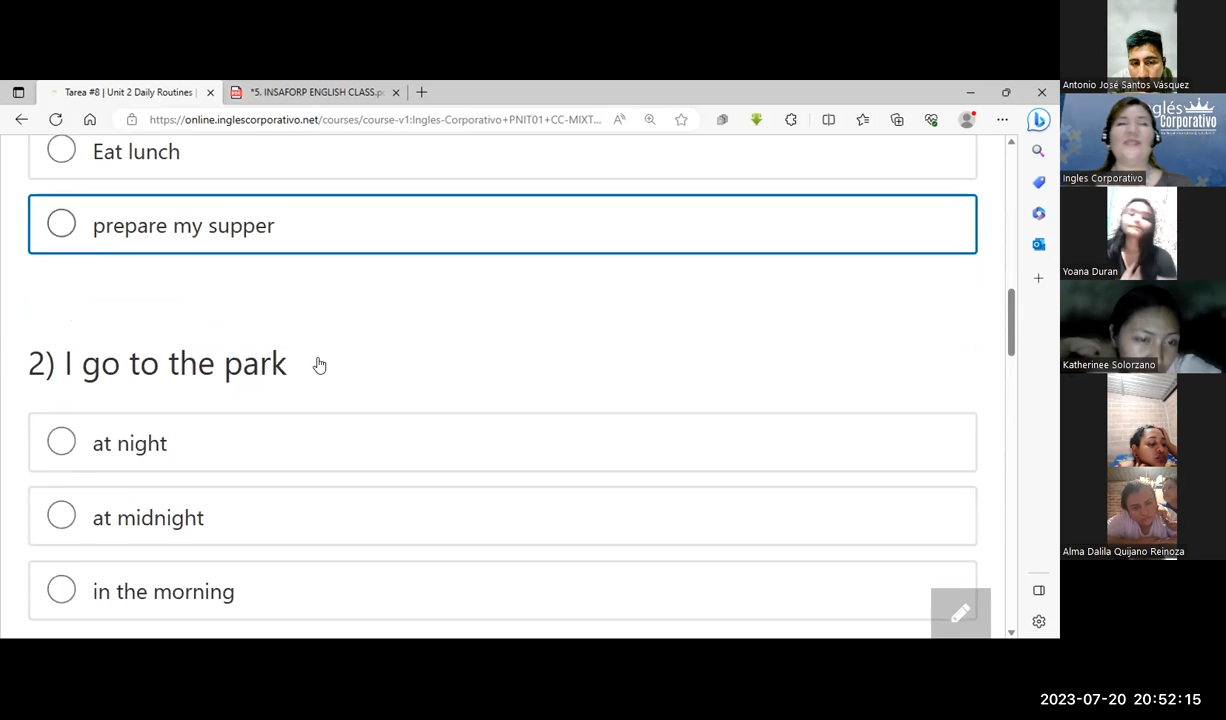 Tarea #8 | Unit 2 Daily Routines |
*5. INSAFORP ENGLISH CLASS.p
https://online.inglescorporativo.net/courses/course-v1:Ingles-Corporativo+PNIT01+CC-MIXT...
Eat lunch
prepare my supper
2) I go to the park
at night
at midnight
in the morning
Antonio José Santos Vásquez
glés
Corporativo
Ingles Corporativo
Yoana Duran
Katherinee Solorzano
Alma Dalila Quijano Reinoza
2023-07-20 20:52:15